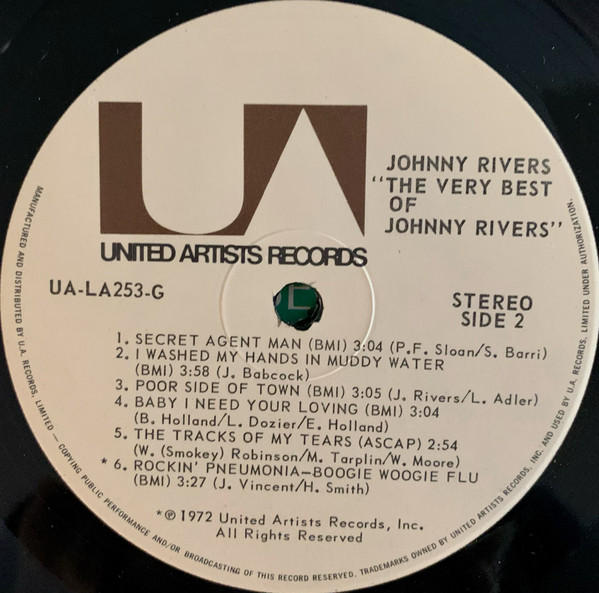 UA
UNITED ARTISTS RECORDS
JOHNNY RIVERS
"THE VERY BEST
OF
JOHNNY RIVERS"
UA-LA253-G
STEREO
SIDE 2
1. SECRET AGENT MAN (BMI) 3:04 (P.F. Sloan/S. Barri)
2. I WASHED MY HANDS IN MUDDY WATER
(BMI) 3:58 (J. Babcock)
3. POOR SIDE OF TOWN (BMI) 3:05 (J. Rivers/L. Adler)
4. BABY I NEED YOUR LOVING (BMI) 3:04
(B. Holland/L. Dozier/E. Holland)
5. THE TRACKS OF MY TEARS (ASCAP) 2:54
(W. (Smokey) Robinson/M. Tarplin/W. Moore)
* 6. ROCKIN' PNEUMONIA—BOOGIE WOOGIE FLU
(BMI) 3:27 (J. Vincent/H. Smith)
*℗ 1972 United Artists Records, Inc.
All Rights Reserved
MANUFACTURED AND DISTRIBUTED BY U.A. RECORDS, LIMITED — COPYING PUBLIC PERFORMANCE AND/OR BROADCASTING OF THIS RECORD RESERVED. TRADEMARKS OWNED BY UNITED ARTISTS RECORDS, INC. AND USED BY U.A. RECORDS, LIMITED UNDER AUTHORIZATION.